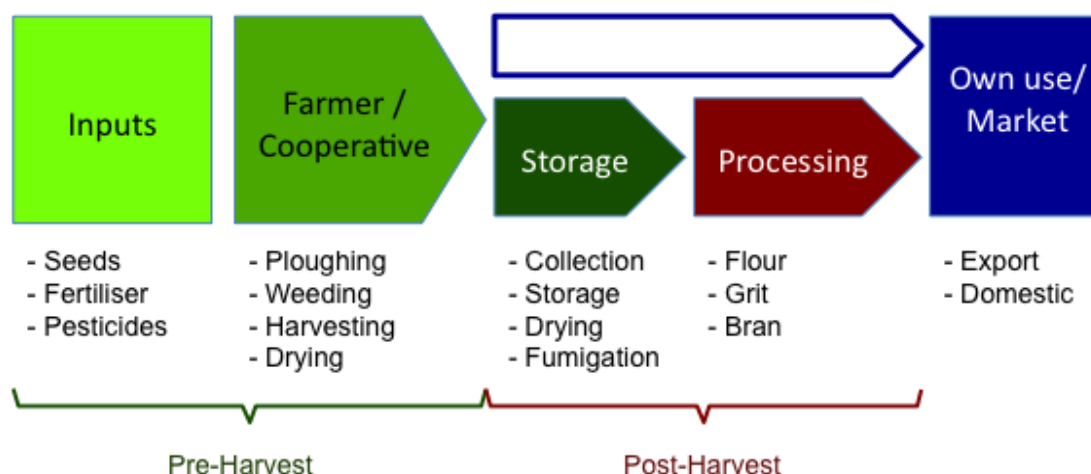 Inputs
Farmer /
Cooperative
Storage
Processing
Own use/
Market
- Seeds
- Fertiliser
- Pesticides
- Ploughing
- Weeding
- Harvesting
- Drying
- Collection
- Storage
- Drying
- Fumigation
- Flour
- Grit
- Bran
- Export
- Domestic
Pre-Harvest
Post-Harvest